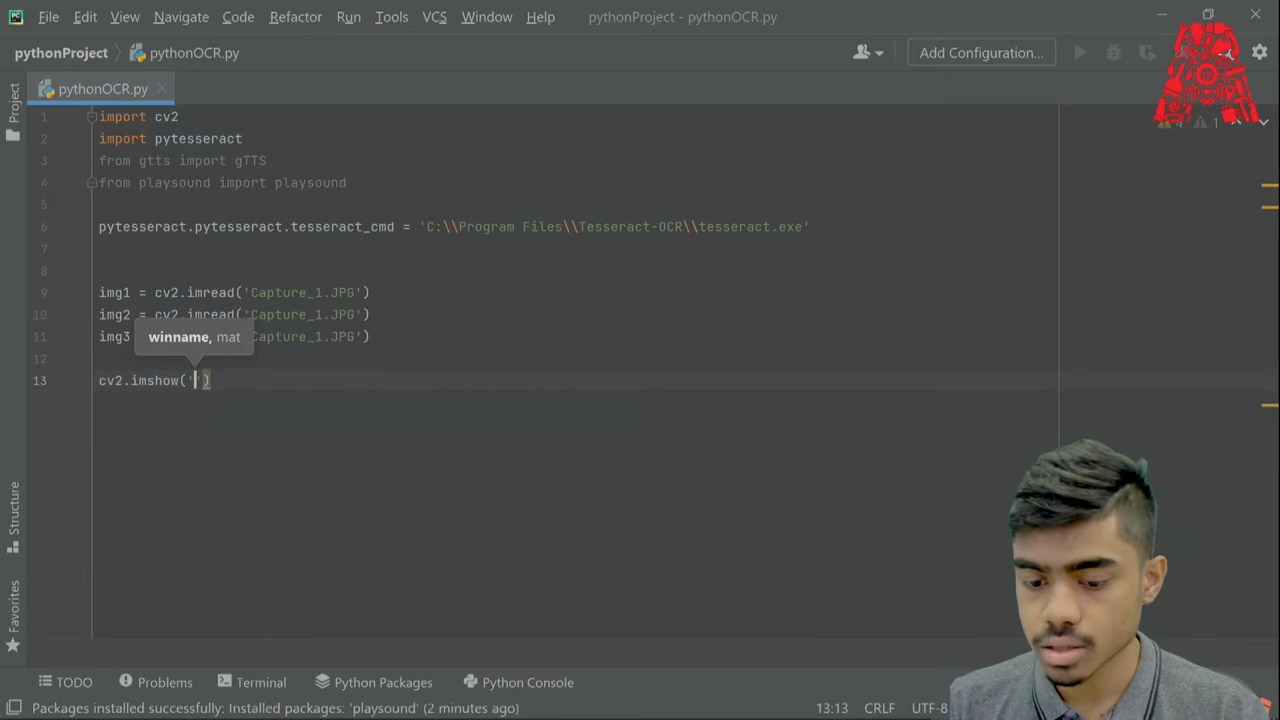 File Edit View Navigate Code Refactor Run Tools VCS Window Help pythonProject - pythonOCR.py
pythonProject pythonOCR.py Add Configuration...
pythonOCR.py
Project
1 import cv2
2 import pytesseract
3 from gtts import gTTS
4 from playsound import playsound
5
6 pytesseract.pytesseract.tesseract_cmd = 'C:\\Program Files\\Tesseract-OCR\\tesseract.exe'
7
8
9 img1 = cv2.imread('Capture_1.JPG')
10 img2 = cv2.imread('Capture_1.JPG')
11 img3 Capture_1.JPG')
winname, mat
12
13 cv2.imshow('')
1
Structure
Favorites
TODO Problems Terminal Python Packages Python Console
Packages installed successfully: Installed packages: 'playsound' (2 minutes ago) 13:13 CRLF UTF-8